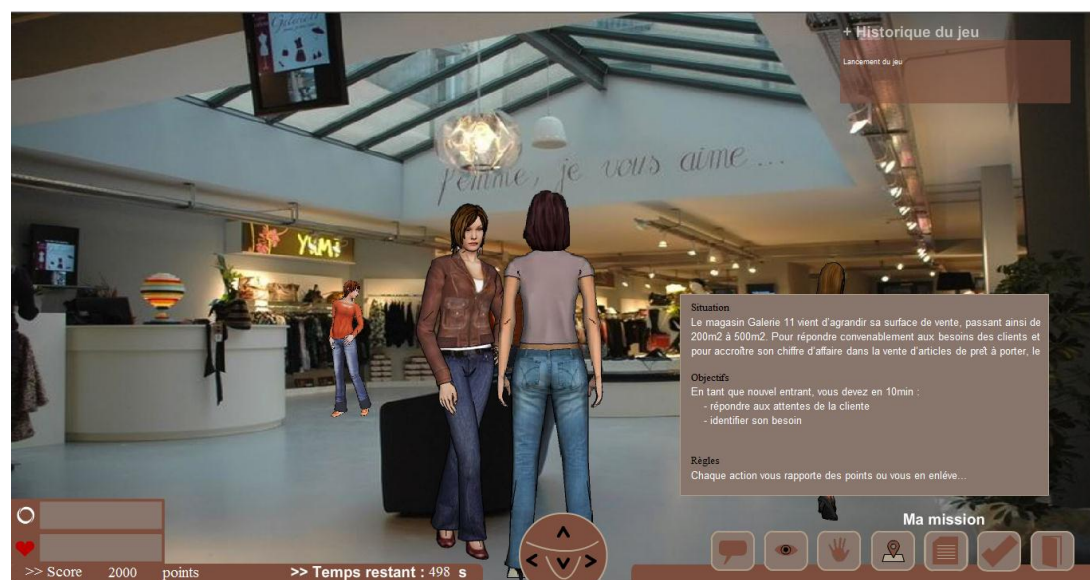 + Historique du jeu
Lancement du jeu
Femme, je vous aime...
YUMI
Situation
Le magasin Galerie 11 vient d'agrandir sa surface de vente, passant ainsi de
200m2 à 500m2. Pour répondre convenablement aux besoins des clients et
pour accroître son chiffre d'affaire dans la vente d'articles de prêt à porter, le
Objectifs
En tant que nouvel entrant, vous devez en 10min :
- répondre aux attentes de la cliente
- identifier son besoin
Règles
Chaque action vous rapporte des points ou vous en enléve...
Ma mission
>> Score 2000 points
>> Temps restant : 498 s